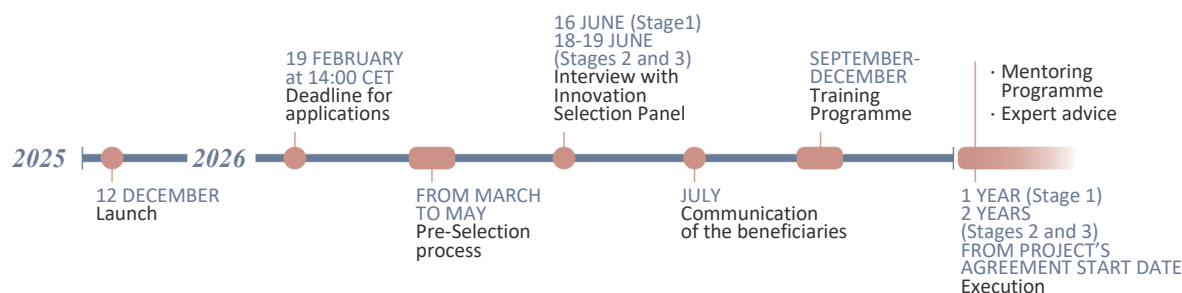 2025
12 DECEMBER
Launch
2026
19 FEBRUARY
at 14:00 CET
Deadline for
applications
FROM MARCH
TO MAY
Pre-Selection
process
16 JUNE (Stage1)
18-19 JUNE
(Stages 2 and 3)
Interview with
Innovation
Selection Panel
JULY
Communication
of the beneficiaries
SEPTEMBER-
DECEMBER
Training
Programme
· Mentoring
Programme
· Expert advice
1 YEAR (Stage 1)
2 YEARS
(Stages 2 and 3)
FROM PROJECT'S
AGREEMENT START DATE
Execution